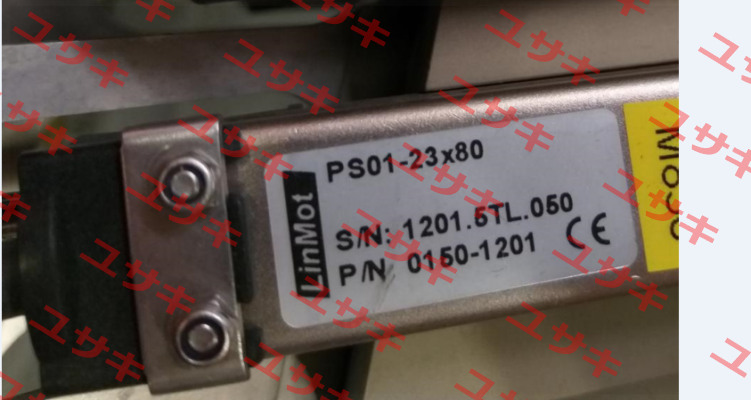 PS01-23x80
LinMot
S/N: 1201.5TL.050
P/N 0150-1201
CE
ユサキ